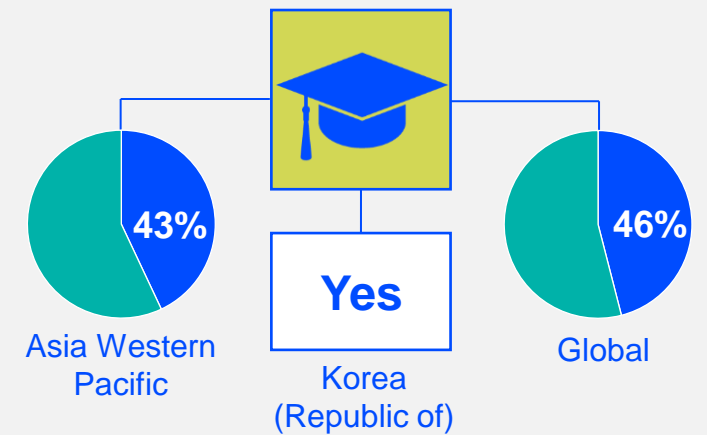 43%
Asia Western
Pacific
Yes
Korea
(Republic of)
46%
Global